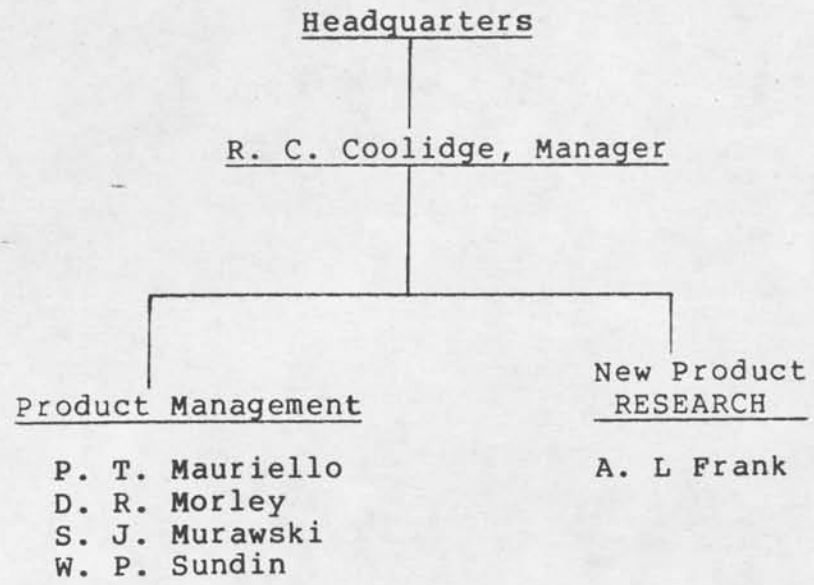 Headquarters
R. C. Coolidge, Manager
Product Management
P. T. Mauriello
D. R. Morley
S. J. Murawski
W. P. Sundin
New Product
RESEARCH
A. L Frank